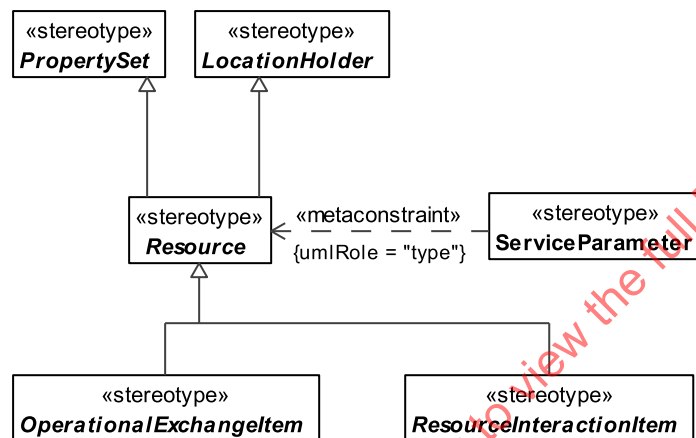 «stereotype»
PropertySet
«stereotype»
LocationHolder
«stereotype»
Resource
«metaconstraint»
{umlRole = "type"}
«stereotype»
ServiceParameter
«stereotype»
OperationalExchangeItem
«stereotype»
ResourceInteractionItem
to view the full